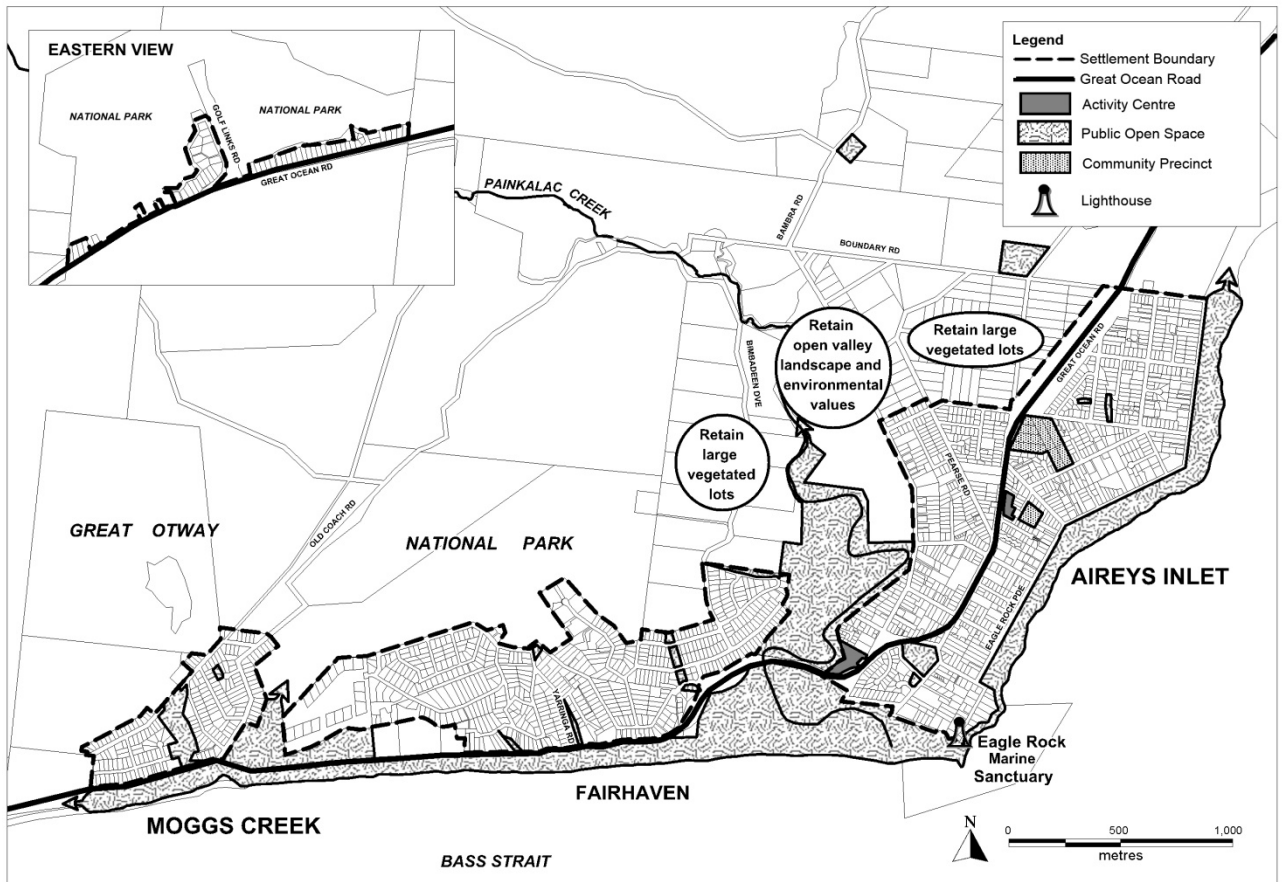 EASTERN VIEW
NATIONAL PARK
NATIONAL PARK
GOLF LINKS RD
GREAT OCEAN RD
Legend
Settlement Boundary
Great Ocean Road
Activity Centre
Public Open Space
Community Precinct
Lighthouse
PAINKALAC CREEK
BAMBRA RD
BOUNDARY RD
Retain
open valley
landscape and
environmental
values
Retain large
vegetated lots
GREAT OCEAN RD
BIMBADEEN DVE
Retain
large
vegetated
lots
PEARSE RD
OLD COACH RD
GREAT OTWAY
NATIONAL PARK
AIREYS INLET
EAGLE ROCK PDE
YARRINGA RD
Eagle Rock
Marine
Sanctuary
FAIRHAVEN
MOGGS CREEK
BASS STRAIT
N
0 500 1,000
metres